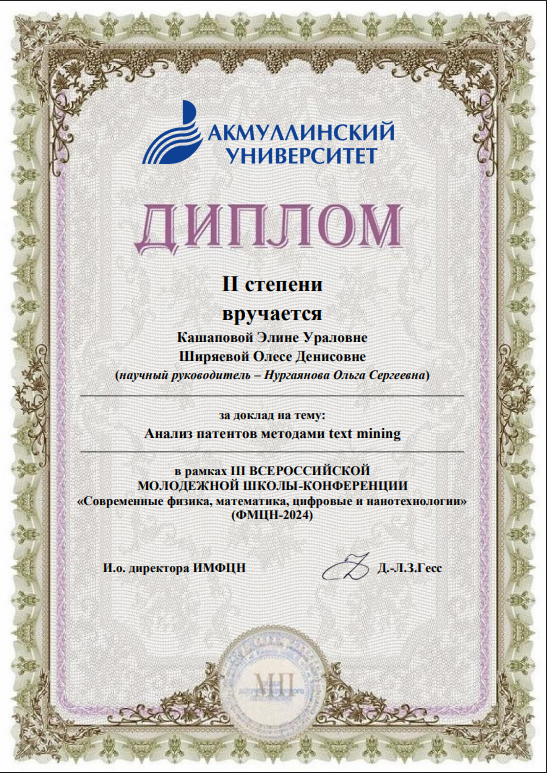 АКМУЛЛИНСКИЙ
УНИВЕРСИТЕТ
ДИПЛОМ
II степени
вручается
Кашаповой Элине Ураловне
Ширяевой Олесе Денисовне
(научный руководитель – Нургаянова Ольга Сергеевна)
за доклад на тему:
Анализ патентов методами text mining
в рамках III ВСЕРОССИЙСКОЙ
МОЛОДЕЖНОЙ ШКОЛЫ-КОНФЕРЕНЦИИ
«Современные физика, математика, цифровые и нанотехнологии»
(ФМЦН-2024)
И.о. директора ИМФЦН Д.-Л.З.Гесс
МП